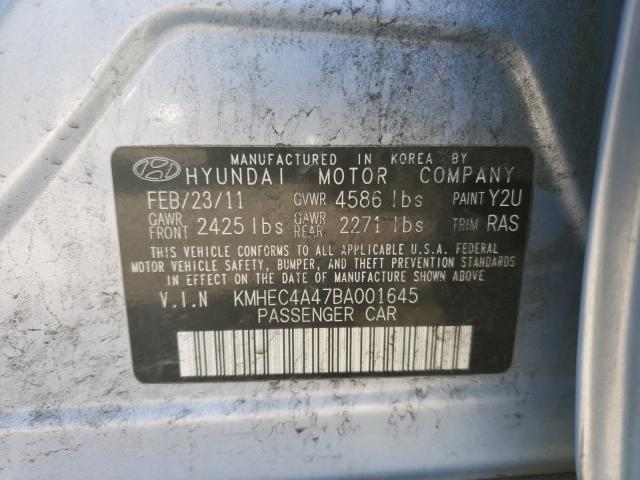 MANUFACTURED IN KOREA BY
HYUNDAI MOTOR COMPANY
FEB/23/11 GVWR 4586 lbs PAINT Y2U
GAWR FRONT 2425 lbs GAWR REAR 2271 lbs TRIM RAS
THIS VEHICLE CONFORMS TO ALL APPLICABLE U.S.A. FEDERAL
MOTOR VEHICLE SAFETY, BUMPER, AND THEFT PREVENTION STANDARDS
IN EFFECT ON THE DATE OF MANUFACTURE SHOWN ABOVE
V.I.N KMHEC4A47BA001645
PASSENGER CAR